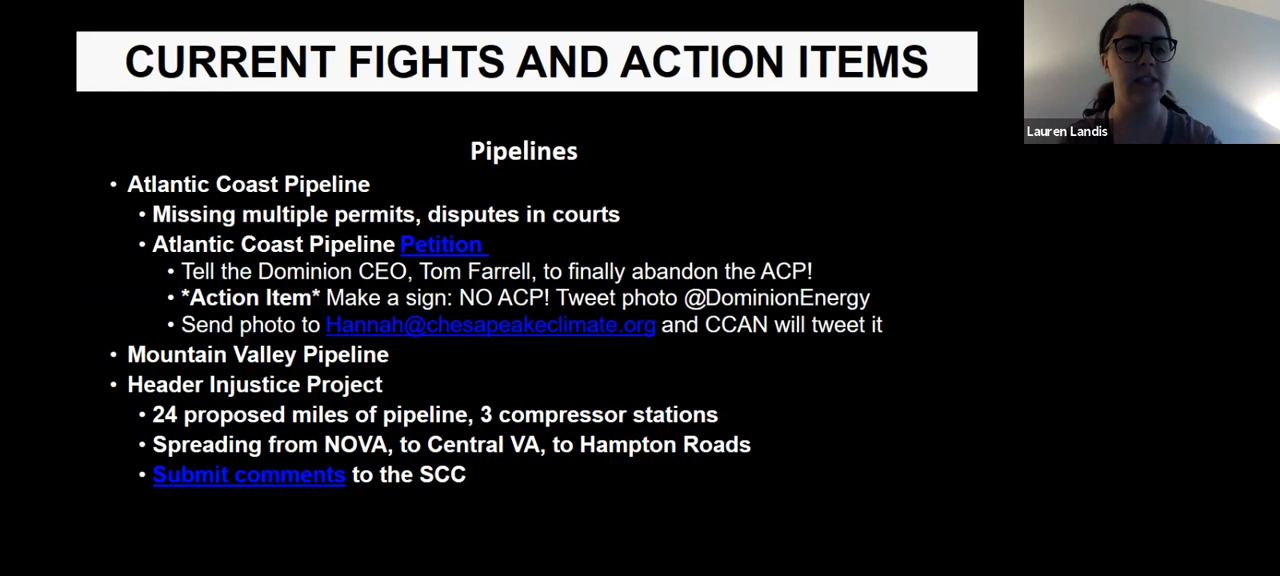 CURRENT FIGHTS AND ACTION ITEMS
Lauren Landis
Pipelines
• Atlantic Coast Pipeline
• Missing multiple permits, disputes in courts
• Atlantic Coast Pipeline Petition
• Tell the Dominion CEO, Tom Farrell, to finally abandon the ACP!
• *Action Item* Make a sign: NO ACP! Tweet photo @DominionEnergy
• Send photo to Hannah@chesapeakeclimate.org and CCAN will tweet it
• Mountain Valley Pipeline
• Header Injustice Project
• 24 proposed miles of pipeline, 3 compressor stations
• Spreading from NOVA, to Central VA, to Hampton Roads
• Submit comments to the SCC